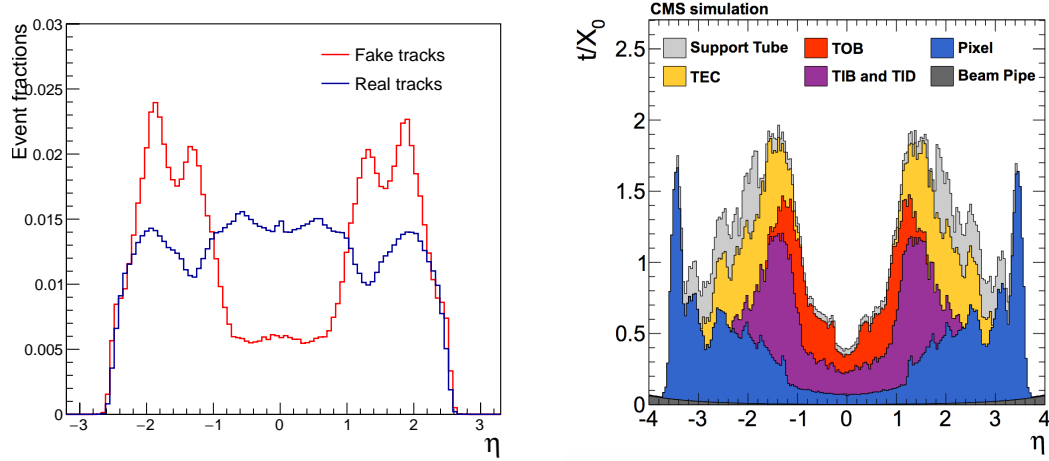 Event fractions
0.03
0.025
0.02
0.015
0.01
0.005
0
Fake tracks
Real tracks
−3 −2 −1 0 1 2 3
η
CMS simulation
t/X0
2.5
2
1.5
1
0.5
0
Support Tube TOB Pixel
TEC TIB and TID Beam Pipe
-4 -3 -2 -1 0 1 2 3 4
η